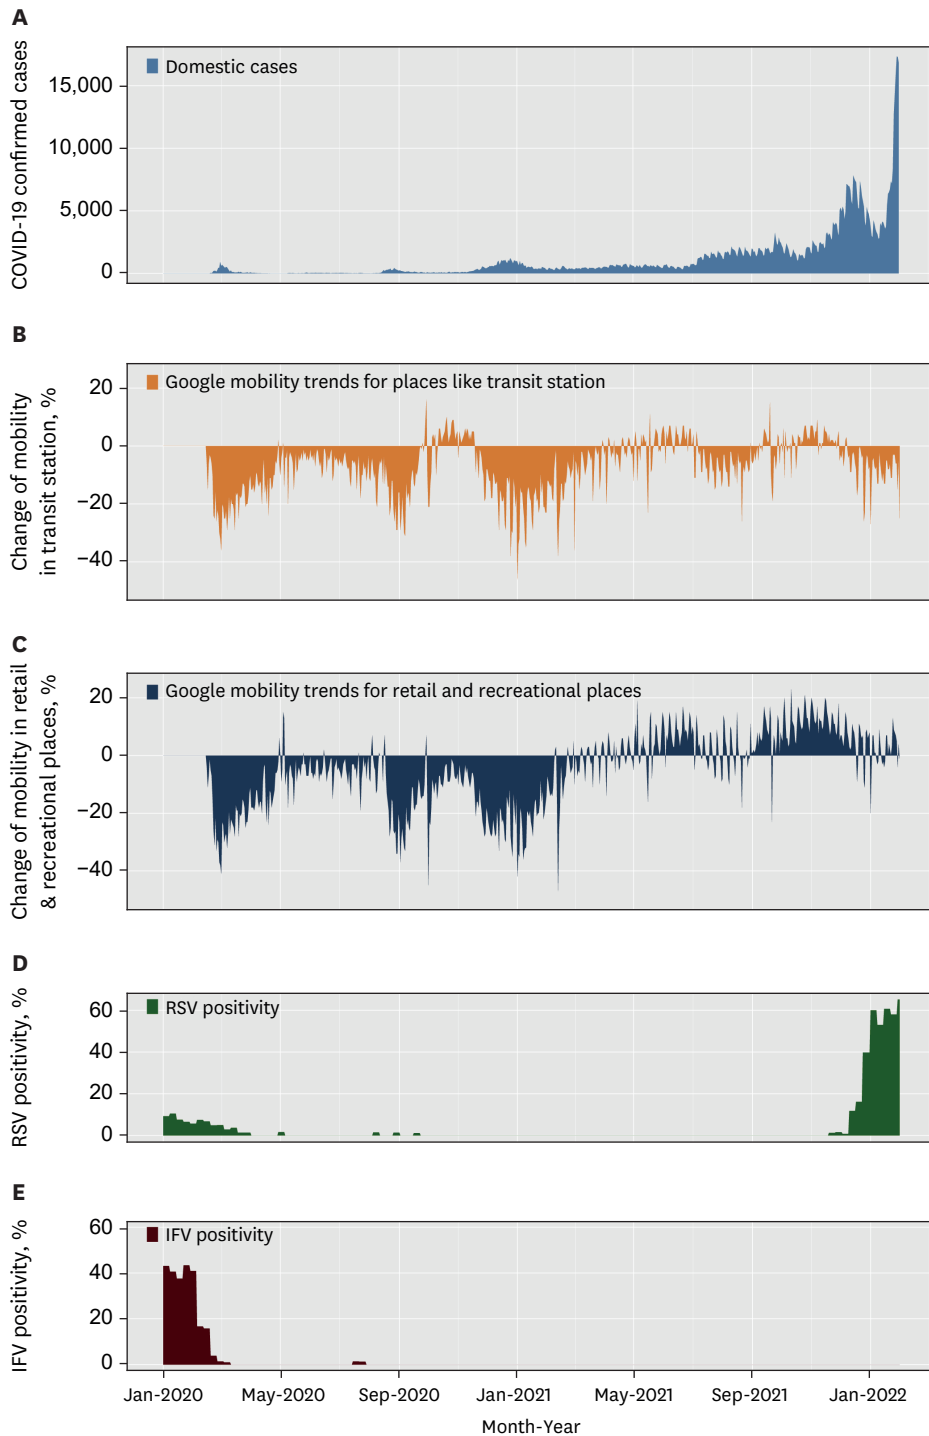 A
COVID-19 confirmed cases
Domestic cases
15,000
10,000
5,000
0
B
Change of mobility
in transit station, %
Google mobility trends for places like transit station
20
0
−20
−40
C
Change of mobility in retail
& recreational places, %
Google mobility trends for retail and recreational places
20
0
−20
−40
D
RSV positivity, %
RSV positivity
60
40
20
0
E
IFV positivity, %
IFV positivity
60
40
20
0
Jan-2020 May-2020 Sep-2020 Jan-2021 May-2021 Sep-2021 Jan-2022
Month-Year